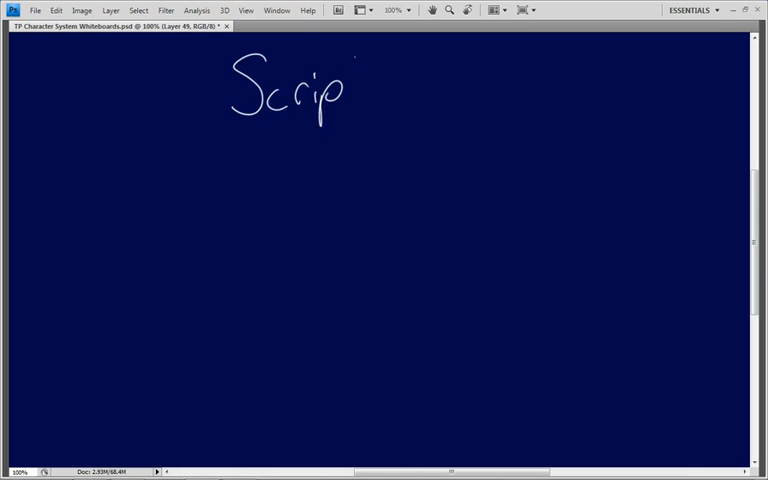 Ps File Edit Image Layer Select Filter Analysis 3D View Window Help 100% ESSENTIALS
TP Character System Whiteboards.psd @ 100% (Layer 49, RGB/8) *
Scrip
100% Doc: 2.93M/68.4M